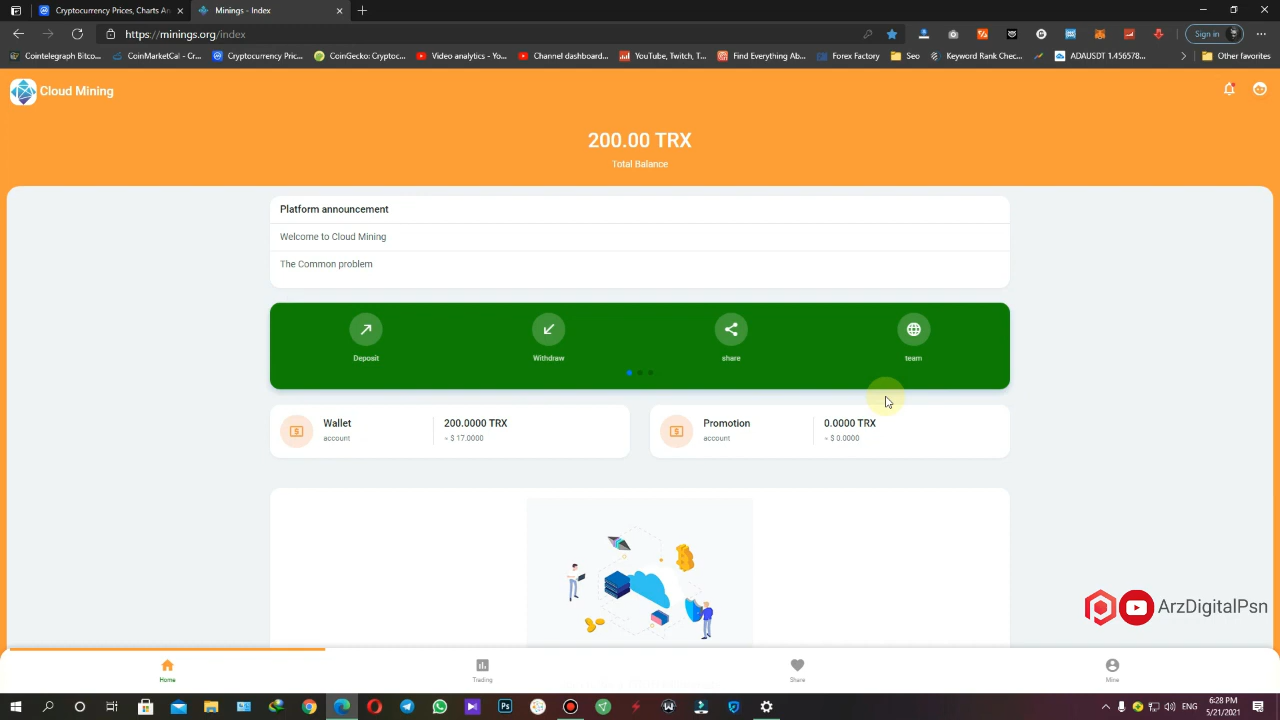 Cryptocurrency Prices, Charts An
Minings - Index
https://minings.org/index
Sign in
Cointelegraph Bitco...
CoinMarketCal - Cr...
Cryptocurrency Pric...
CoinGecko: Cryptoc...
Video analytics - Yo...
Channel dashboard...
YouTube, Twitch, T...
Find Everything Ab...
Forex Factory
Seo
Keyword Rank Chec...
ADAUSDT 1.456578...
Other favorites
Cloud Mining
200.00 TRX
Total Balance
Platform announcement
Welcome to Cloud Mining
The Common problem
Deposit
Withdraw
share
team
Wallet
account
200.0000 TRX
≈ $ 17.0000
Promotion
account
0.0000 TRX
≈ $ 0.0000
ArzDigitalPsn
Home
Trading
Share
Mine
6:28 PM
5/21/2021